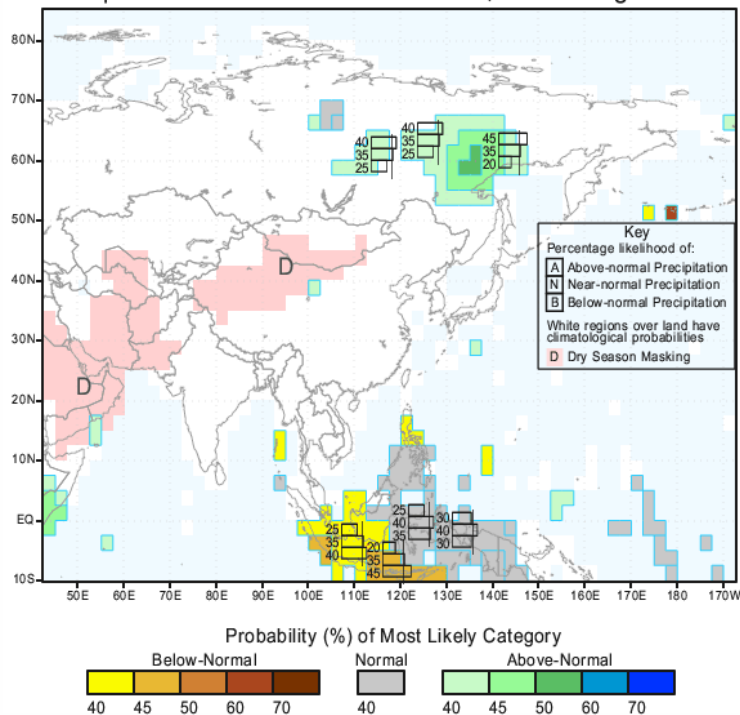 80N
70N
60N
50N
40N
30N
20N
10N
EQ
10S
50E
60E
70E
80E
90E
100E
110E
120E
130E
140E
150E
160E
170E
180
170W
40
35
25
40
35
25
45
35
20
D
D
25
35
40
20
35
45
25
40
35
30
40
30
Key
Percentage likelihood of:
A Above-normal Precipitation
N Near-normal Precipitation
B Below-normal Precipitation
White regions over land have
climatological probabilities
D Dry Season Masking
Probability (%) of Most Likely Category
Below-Normal Normal Above-Normal
40 45 50 60 70 40 40 45 50 60 70